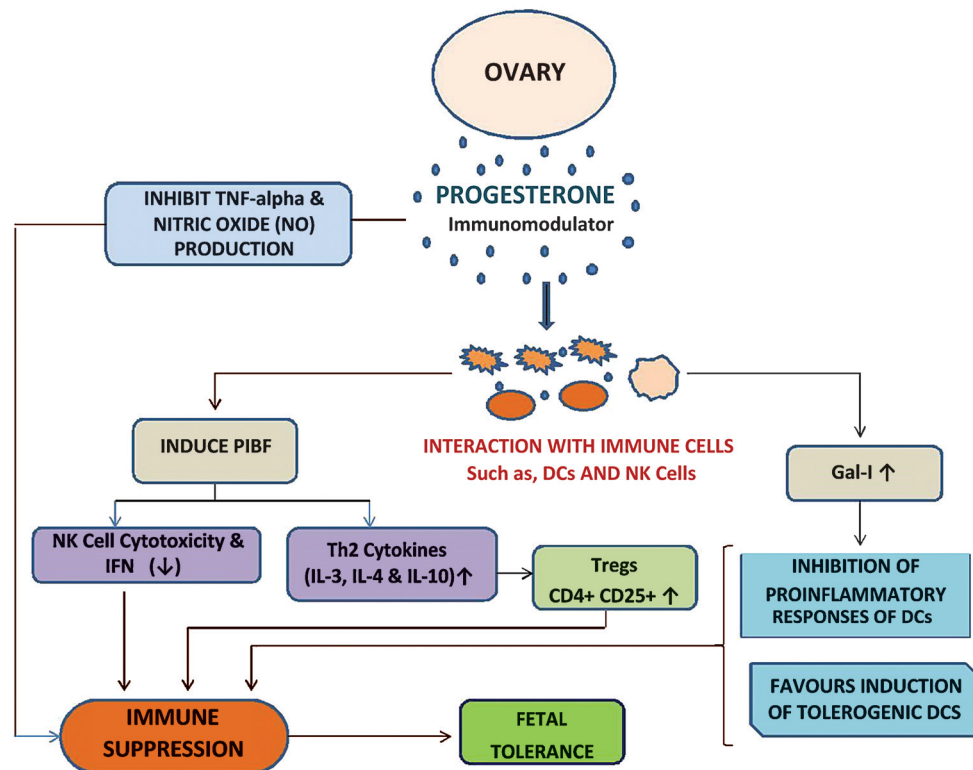 OVARY
PROGESTERONE
Immunomodulator
INHIBIT TNF-alpha &
NITRIC OXIDE (NO)
PRODUCTION
INTERACTION WITH IMMUNE CELLS
Such as, DCs AND NK Cells
INDUCE PIBF
Gal-I ↑
NK Cell Cytotoxicity &
IFN (↓)
Th2 Cytokines
(IL-3, IL-4 & IL-10)↑
Tregs
CD4+ CD25+ ↑
INHIBITION OF
PROINFLAMMATORY
RESPONSES OF DCs
FAVOURS INDUCTION
OF TOLEROGENIC DCS
IMMUNE
SUPPRESSION
FETAL
TOLERANCE